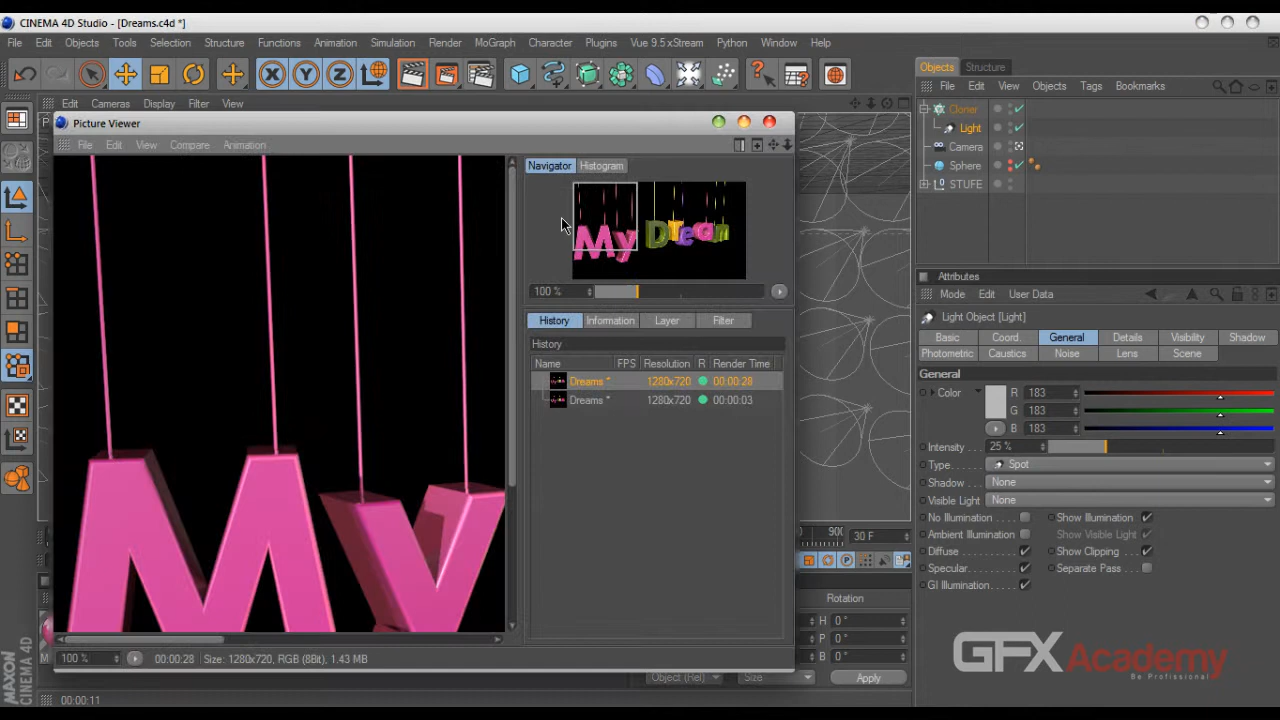 CINEMA 4D Studio - [Dreams.c4d *]
File Edit Objects Tools Selection Structure Functions Animation Simulation Render MoGraph Character Plugins Vue 9.5 xStream Python Window Help
X Y Z
Edit Cameras Display Filter View
Picture Viewer
File Edit View Compare Animation
Navigator Histogram
My Dream
100 %
History Information Layer Filter
History
Name FPS Resolution R Render Time
Dreams * 1280x720 00:00:28
Dreams * 1280x720 00:00:03
My
100 % 00:00:28 Size: 1280x720, RGB (8Bit), 1.43 MB
Objects Structure
File Edit View Objects Tags Bookmarks
Cloner
Light
Camera
Sphere
STUFE
Attributes
Mode Edit User Data
Light Object [Light]
Basic Coord. General Details Visibility Shadow
Photometric Caustics Noise Lens Scene
General
Color R 183
G 183
B 183
Intensity 25 %
Type Spot
Shadow None
Visible Light None
No Illumination Show Illumination
Ambient Illumination Show Visible Light
Diffuse Show Clipping
Specular Separate Pass
GI Illumination
30 F
Rotation
H 0 °
P 0 °
B 0 °
Object (Rel) Size Apply
00:00:11
MAXON
CINEMA 4D
GFX Academy
Be Profissional